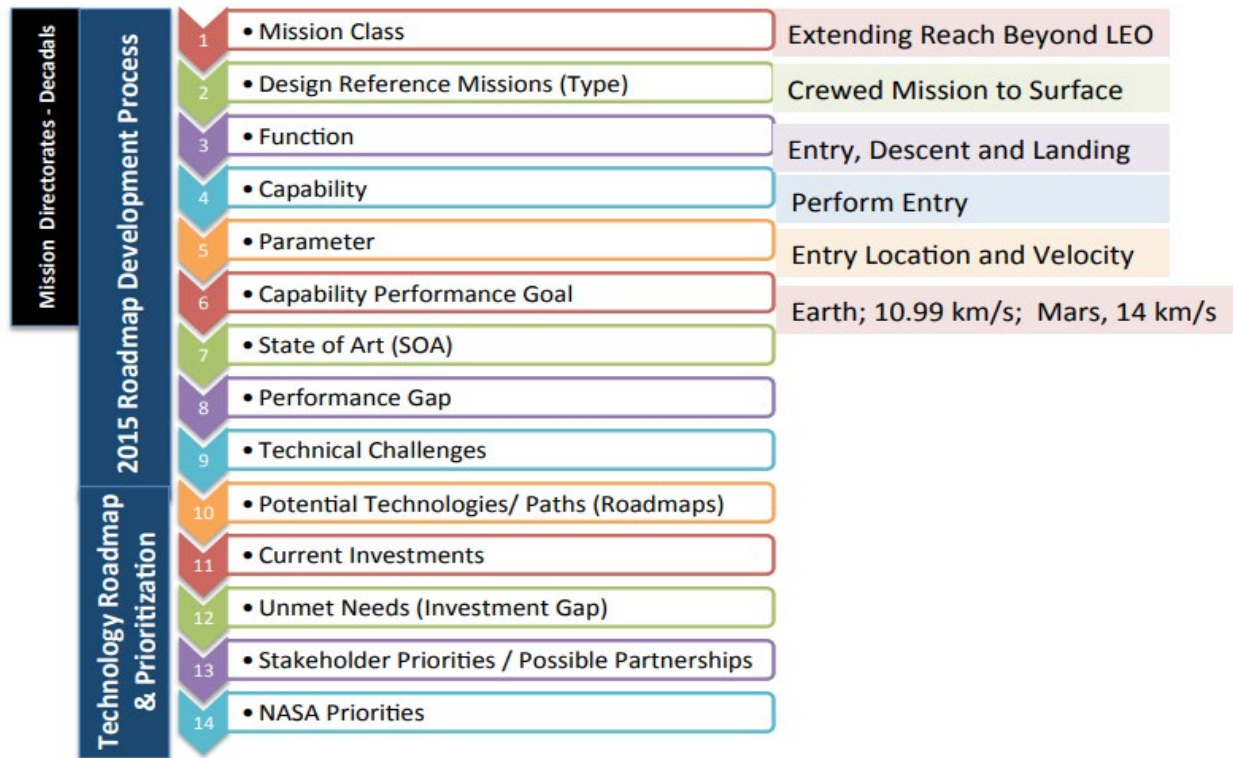 Mission Directorates - Decadals
2015 Roadmap Development Process
Technology Roadmap
& Prioritization
1
• Mission Class
Extending Reach Beyond LEO
2
• Design Reference Missions (Type)
Crewed Mission to Surface
3
• Function
Entry, Descent and Landing
4
• Capability
Perform Entry
5
• Parameter
Entry Location and Velocity
6
• Capability Performance Goal
Earth; 10.99 km/s; Mars, 14 km/s
7
• State of Art (SOA)
8
• Performance Gap
9
• Technical Challenges
10
• Potential Technologies/ Paths (Roadmaps)
11
• Current Investments
12
• Unmet Needs (Investment Gap)
13
• Stakeholder Priorities / Possible Partnerships
14
• NASA Priorities